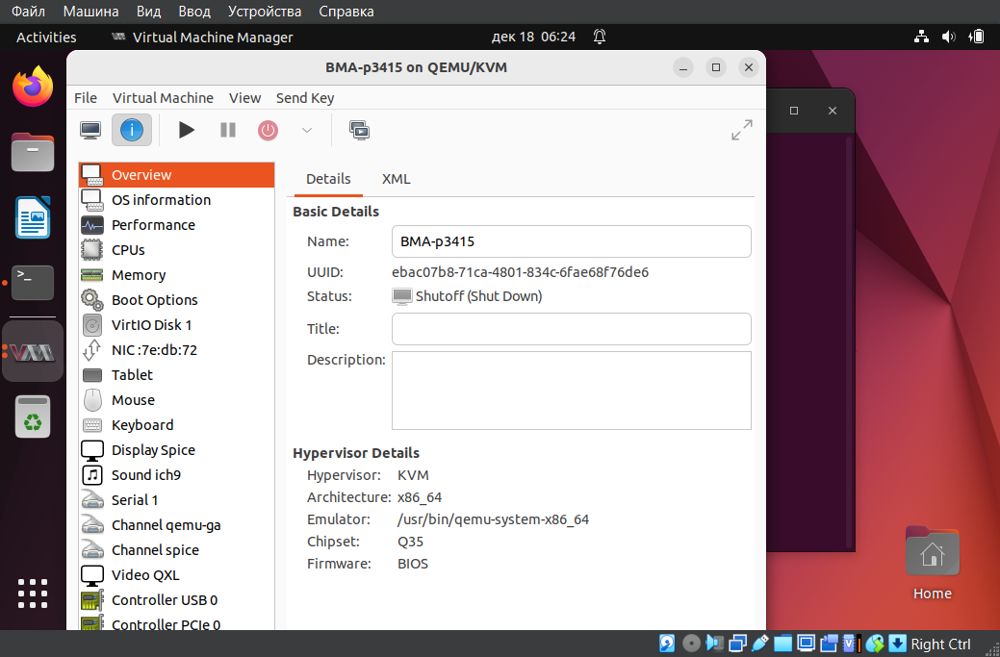 Файл Машина Вид Ввод Устройства Справка
Activities Virtual Machine Manager дек 18 06:24
BMA-p3415 on QEMU/KVM
File Virtual Machine View Send Key
Overview
OS information
Performance
CPUs
Memory
Boot Options
VirtIO Disk 1
NIC :7e:db:72
Tablet
Mouse
Keyboard
Display Spice
Sound ich9
Serial 1
Channel qemu-ga
Channel spice
Video QXL
Controller USB 0
Controller PCIe 0
Details XML
Basic Details
Name: BMA-p3415
UUID: ebac07b8-71ca-4801-834c-6fae68f76de6
Status: Shutoff (Shut Down)
Title:
Description:
Hypervisor Details
Hypervisor: KVM
Architecture: x86_64
Emulator: /usr/bin/qemu-system-x86_64
Chipset: Q35
Firmware: BIOS
Home
Right Ctrl